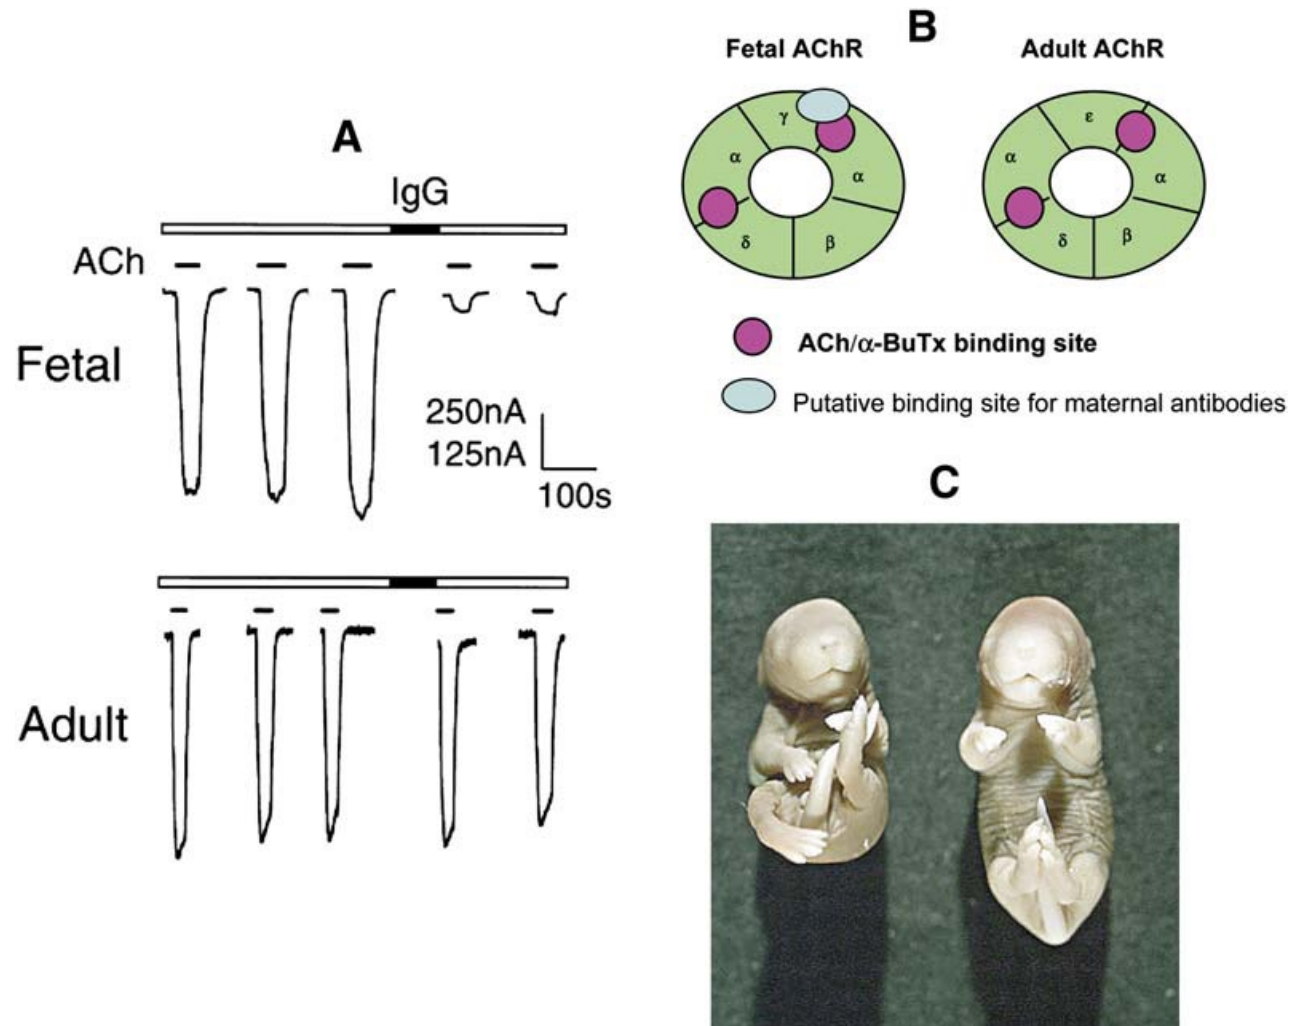 A
IgG
ACh
Fetal
250nA
125nA
100s
Adult
B
Fetal AChR
Adult AChR
γ
α
α
δ
β
ε
α
α
δ
β
ACh/α-BuTx binding site
Putative binding site for maternal antibodies
C